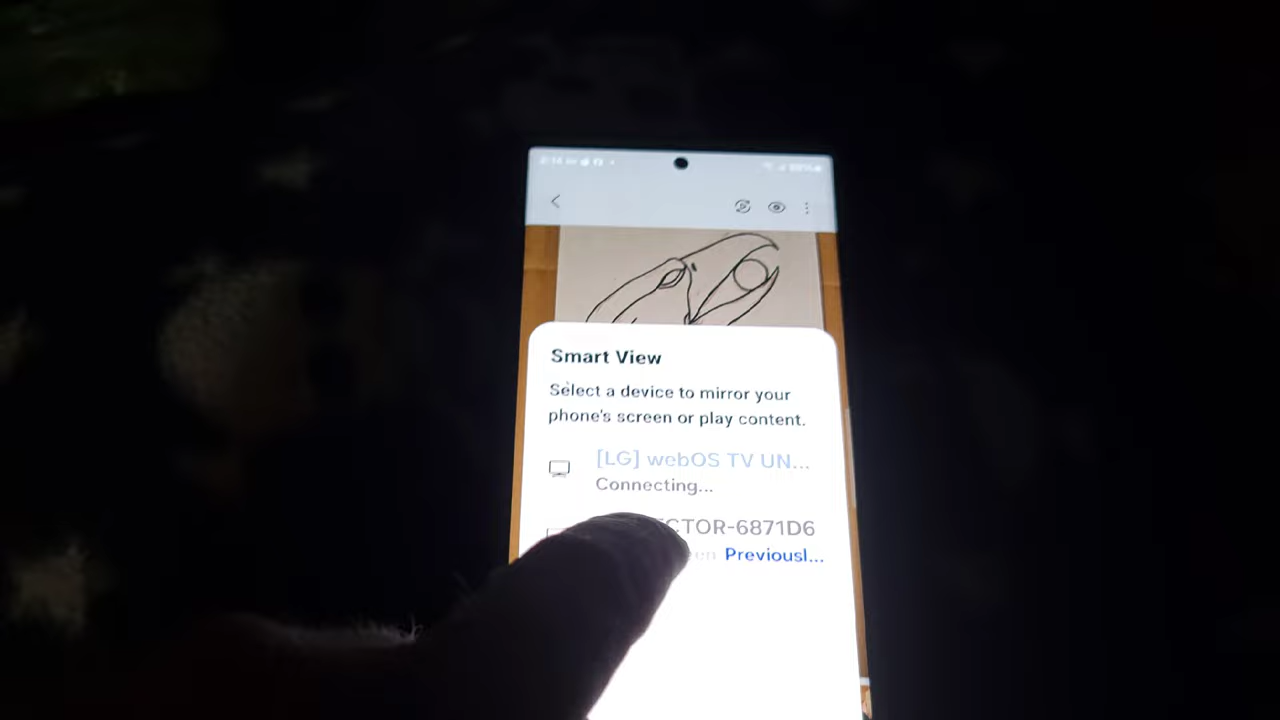 Smart View
Select a device to mirror your
phone's screen or play content.
[LG] webOS TV UN...
Connecting...
CTOR-6871D6
Previousl...